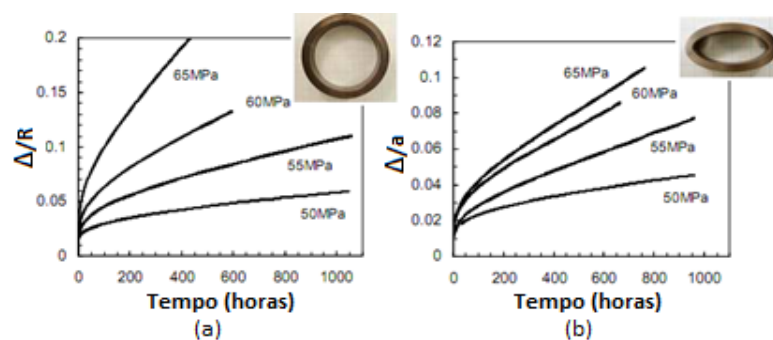 0.2
0.15
0.1
0.05
0
Δ/R
65MPa
60MPa
55MPa
50MPa
0 200 400 600 800 1000
Tempo (horas)
(a)
0.12
0.1
0.08
0.06
0.04
0.02
0
Δ/a
65MPa
60MPa
55MPa
50MPa
0 200 400 600 800 1000
Tempo (horas)
(b)